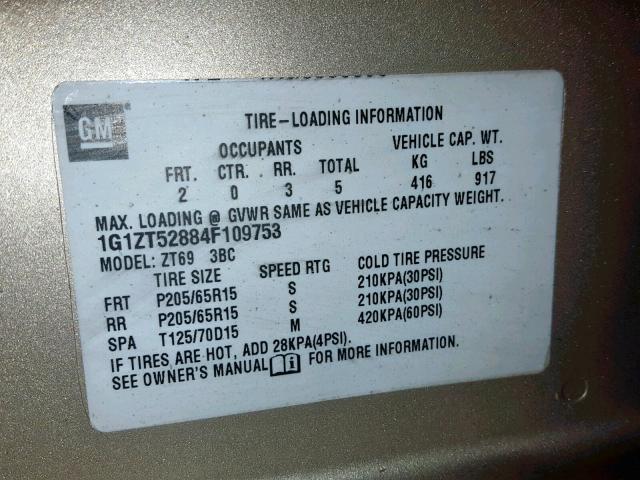 GM
TIRE-LOADING INFORMATION
OCCUPANTS VEHICLE CAP. WT.
FRT. CTR. RR. TOTAL KG LBS
2 0 3 5 416 917
MAX. LOADING @ GVWR SAME AS VEHICLE CAPACITY WEIGHT.
1G1ZT52884F109753
MODEL: ZT69 3BC
TIRE SIZE SPEED RTG COLD TIRE PRESSURE
FRT P205/65R15 S 210KPA(30PSI)
RR P205/65R15 S 210KPA(30PSI)
SPA T125/70D15 M 420KPA(60PSI)
IF TIRES ARE HOT, ADD 28KPA(4PSI).
SEE OWNER'S MANUAL i FOR MORE INFORMATION.